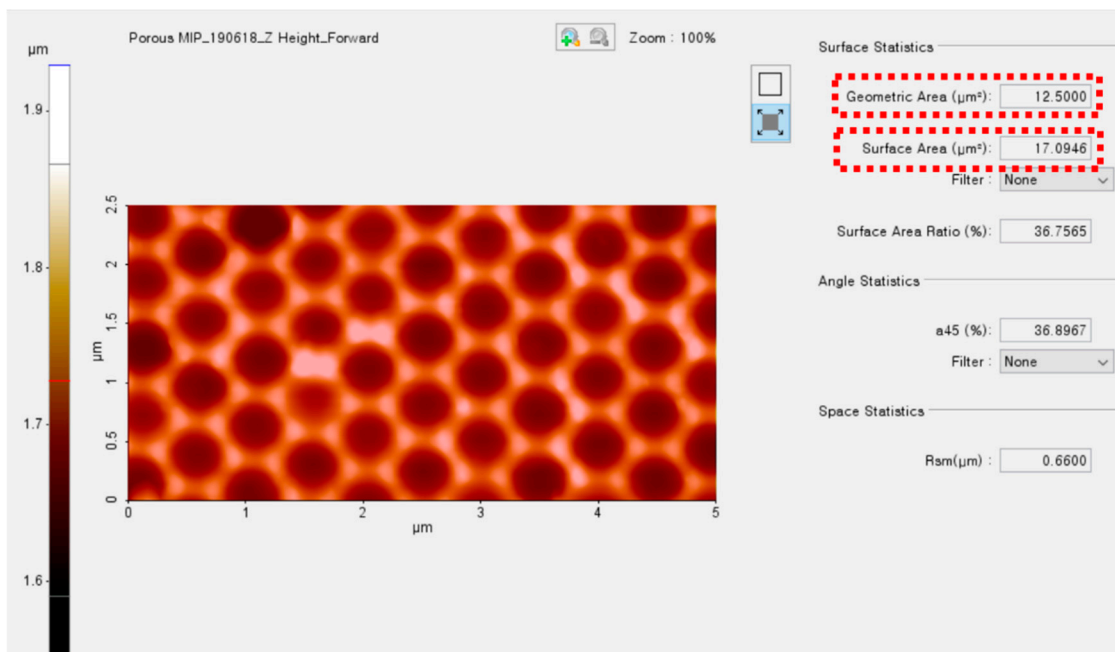 Porous MIP_190618_Z Height_Forward
Zoom : 100%
µm
1.9
1.8
1.7
1.6
µm
2.5
2
1.5
1
0.5
0
0 1 2 3 4 5
µm
Surface Statistics
Geometric Area (µm²): 12.5000
Surface Area (µm²): 17.0946
Filter : None
Surface Area Ratio (%): 36.7565
Angle Statistics
a45 (%): 36.8967
Filter : None
Space Statistics
Rsm(µm) : 0.6600